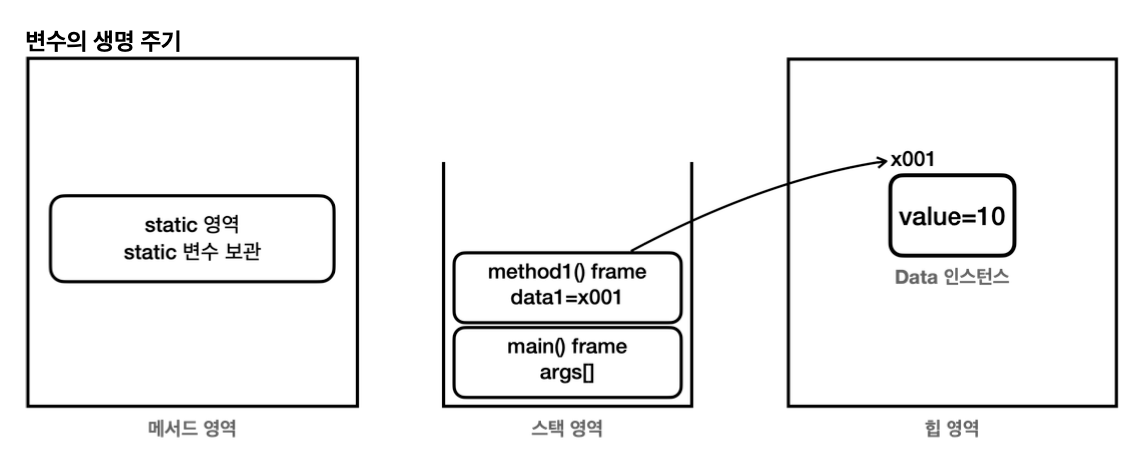 변수의 생명 주기
static 영역
static 변수 보관
메서드 영역
method1() frame
data1=x001
main() frame
args[]
스택 영역
x001
value=10
Data 인스턴스
힙 영역